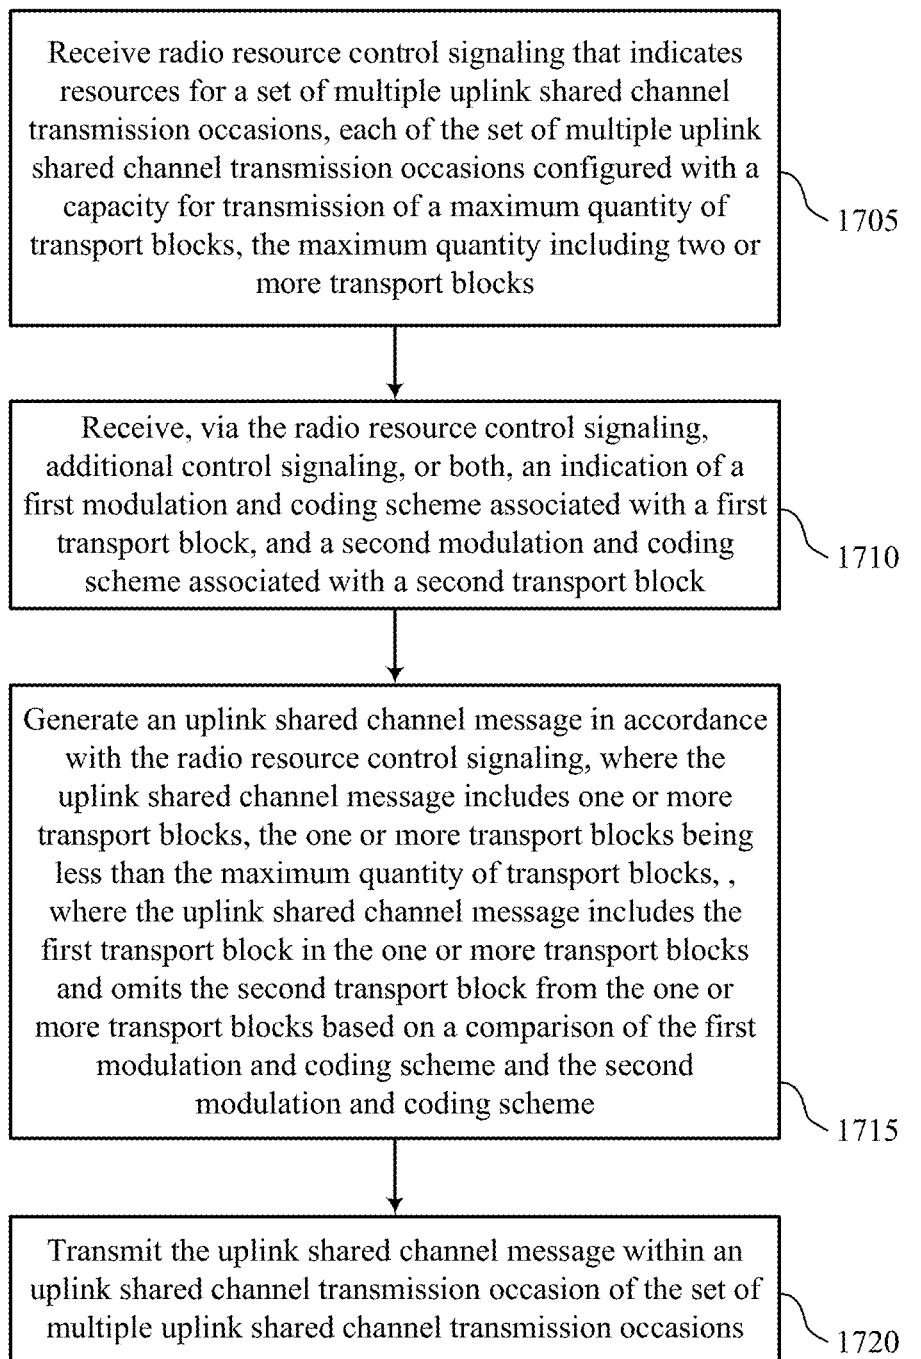 Receive radio resource control signaling that indicates
resources for a set of multiple uplink shared channel
transmission occasions, each of the set of multiple uplink
shared channel transmission occasions configured with a
capacity for transmission of a maximum quantity of
transport blocks, the maximum quantity including two or
more transport blocks
1705
Receive, via the radio resource control signaling,
additional control signaling, or both, an indication of a
first modulation and coding scheme associated with a first
transport block, and a second modulation and coding
scheme associated with a second transport block
1710
Generate an uplink shared channel message in accordance
with the radio resource control signaling, where the
uplink shared channel message includes one or more
transport blocks, the one or more transport blocks being
less than the maximum quantity of transport blocks, ,
where the uplink shared channel message includes the
first transport block in the one or more transport blocks
and omits the second transport block from the one or
more transport blocks based on a comparison of the first
modulation and coding scheme and the second
modulation and coding scheme
1715
Transmit the uplink shared channel message within an
uplink shared channel transmission occasion of the set of
multiple uplink shared channel transmission occasions
1720